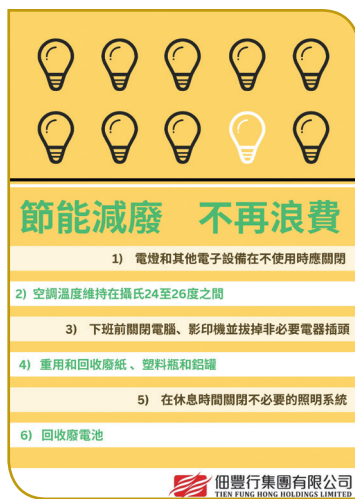 節能減廢 不再浪費
1) 電燈和其他電子設備在不使用時應關閉
2) 空調溫度維持在攝氏24至26度之間
3) 下班前關閉電腦、影印機並拔掉非必要電器插頭
4) 重用和回收廢紙、塑料瓶和鋁罐
5) 在休息時間關閉不必要的照明系統
6) 回收廢電池
佃豐行集團有限公司
TIEN FUNG HONG HOLDINGS LIMITED